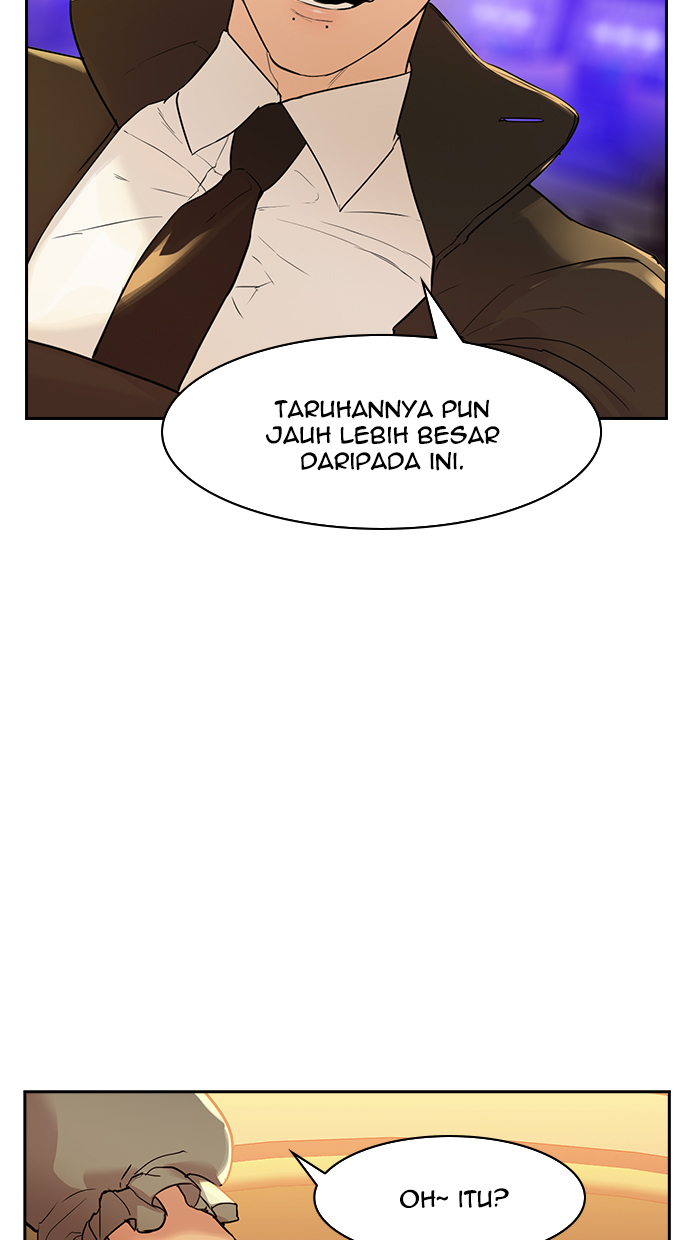 TARUHANNYA PUN
JAUH LEBIH BESAR
DARIPADA INI.
OH~ ITU?